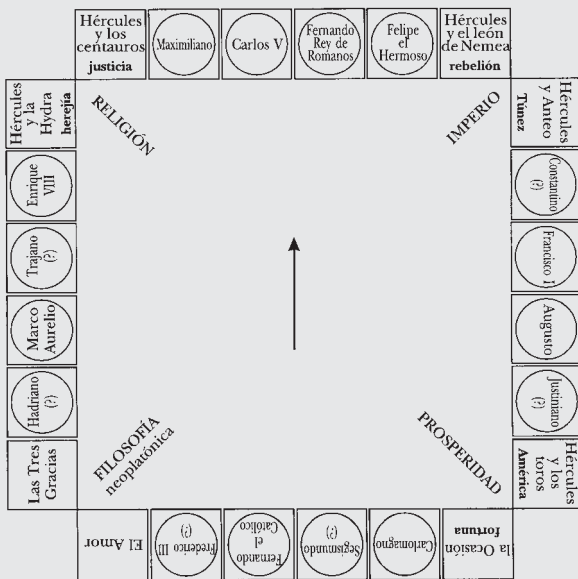 Hércules
y los
centauros
justicia
Maximiliano
Carlos V
Fernando
Rey de
Romanos
Felipe
el
Hermoso
Hércules
y el león
de Nemea
rebelión
Hércules
y la
Hydra
herejía
RELIGIÓN
IMPERIO
Hércules
y Anteo
Túnez
Enrique
VIII
Constantino
(?)
Trajano
(?)
Francisco I
Marco
Aurelio
Augusto
Hadriano
(?)
Justiniano
(?)
FILOSOFÍA
neoplatónica
PROSPERIDAD
Las Tres
Gracias
Hércules
y los
toros
América
El Amor
Frederico III
(?)
Fernando
el
Católico
Segismundo
(?)
Carlomagno
la Ocasión
fortuna